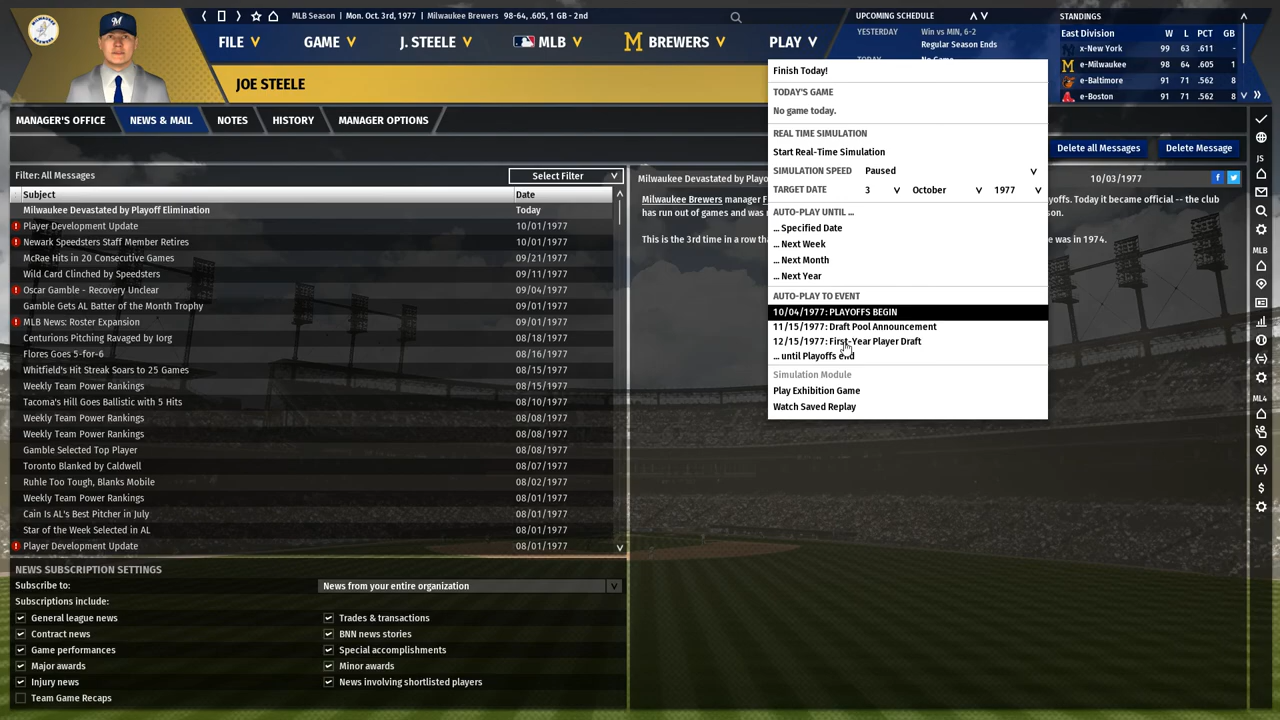 MLB Season | Mon. Oct. 3rd, 1977 | Milwaukee Brewers 98-64, .605, 1 GB - 2nd
FILE GAME J. STEELE MLB BREWERS PLAY
UPCOMING SCHEDULE
YESTERDAY Win vs MIN, 6-2
Regular Season Ends
STANDINGS
East Division W L PCT GB
x-New York 99 63 .611 -
e-Milwaukee 98 64 .605 1
e-Baltimore 91 71 .562 8
e-Boston 91 71 .562 8
JOE STEELE
MANAGER'S OFFICE NEWS & MAIL NOTES HISTORY MANAGER OPTIONS
Delete all Messages Delete Message
Filter: All Messages Select Filter
Subject Date
Milwaukee Devastated by Playoff Elimination Today
Player Development Update 10/01/1977
Newark Speedsters Staff Member Retires 10/01/1977
McRae Hits in 20 Consecutive Games 09/21/1977
Wild Card Clinched by Speedsters 09/11/1977
Oscar Gamble - Recovery Unclear 09/04/1977
Gamble Gets AL Batter of the Month Trophy 09/01/1977
MLB News: Roster Expansion 09/01/1977
Centurions Pitching Ravaged by Iorg 08/18/1977
Flores Goes 5-for-6 08/16/1977
Whitfield's Hit Streak Soars to 25 Games 08/15/1977
Weekly Team Power Rankings 08/15/1977
Tacoma's Hill Goes Ballistic with 5 Hits 08/10/1977
Weekly Team Power Rankings 08/08/1977
Weekly Team Power Rankings 08/08/1977
Gamble Selected Top Player 08/08/1977
Toronto Blanked by Caldwell 08/06/1977
Ruhle Too Tough, Blanks Mobile 08/02/1977
Weekly Team Power Rankings 08/01/1977
Cain Is AL's Best Pitcher in July 08/01/1977
Star of the Week Selected in AL 08/01/1977
Player Development Update 08/01/1977
NEWS SUBSCRIPTION SETTINGS
Subscribe to: News from your entire organization
Subscriptions include:
General league news Trades & transactions
Contract news BNN news stories
Game performances Special accomplishments
Major awards Minor awards
Injury news News involving shortlisted players
Team Game Recaps
Milwaukee Devastated by Playo 10/03/1977
Milwaukee Brewers manager offs. Today it became official -- the club
has run out of games and was
This is the 3rd time in a row tha e was in 1974.
Finish Today!
TODAY'S GAME
No game today.
REAL TIME SIMULATION
Start Real-Time Simulation
SIMULATION SPEED Paused
TARGET DATE 3 October 1977
AUTO-PLAY UNTIL ...
... Specified Date
... Next Week
... Next Month
... Next Year
AUTO-PLAY TO EVENT
10/04/1977: PLAYOFFS BEGIN
11/15/1977: Draft Pool Announcement
12/15/1977: First-Year Player Draft
... until Playoffs end
Simulation Module
Play Exhibition Game
Watch Saved Replay
JS
MLB
ML4